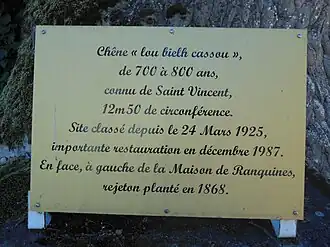 Chêne « lou bielh cassou »,
de 700 à 800 ans,
connu de Saint Vincent,
12m50 de circonférence.
Site classé depuis le 24 Mars 1925,
importante restauration en décembre 1987.
En face, à gauche de la Maison de Ranquines,
rejeton planté en 1868.